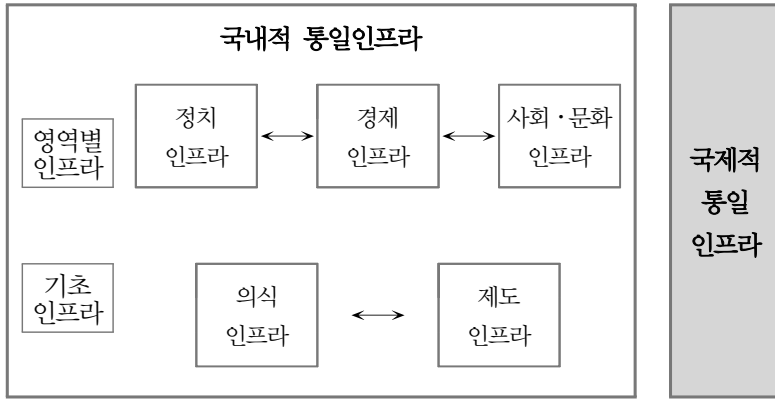 국내적 통일인프라
영역별
인프라
정치
인프라
경제
인프라
사회·문화
인프라
기초
인프라
의식
인프라
제도
인프라
국제적
통일
인프라